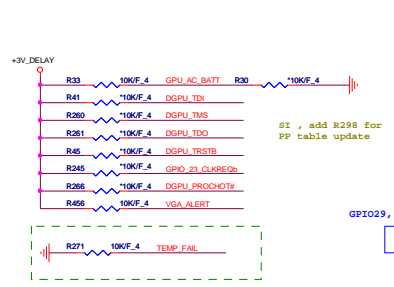 +3V_DELAY
R33 10K/F_4 GPU_AC_BATT R30 *10K/F_4
R41 *10K/F_4 DGPU_TDI
R260 *10K/F_4 DGPU_TMS
R261 *10K/F_4 DGPU_TDO
R45 *10K/F_4 DGPU_TRSTB
R245 *10K/F_4 GPIO_23_CLKREQb
R266 *10K/F_4 DGPU_PROCHOT#
R456 10K/F_4 VGA_ALERT
SI , add R298 for
PP table update
GPIO29,
R271 10K/F_4 TEMP_FAIL